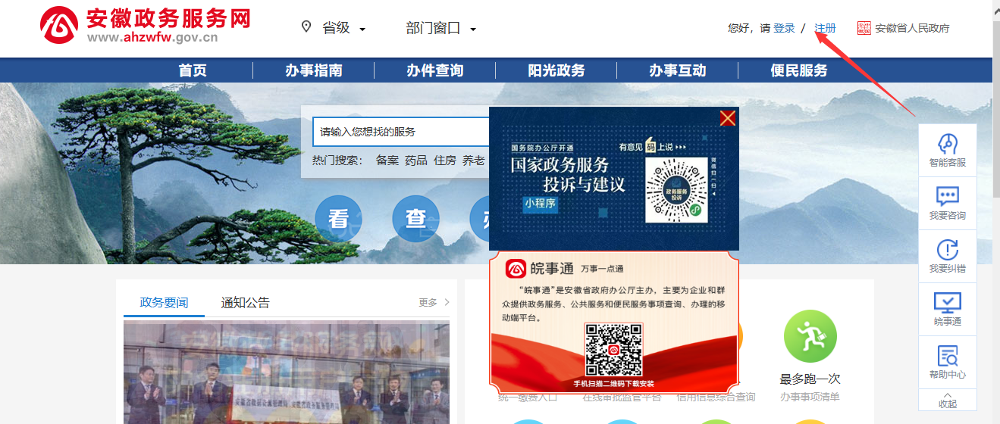 安徽政务服务网
www.ahzwfw.gov.cn
省级
部门窗口
您好，请 登录 / 注册
安徽省人民政府
首页
办事指南
办件查询
阳光政务
办事互动
便民服务
请输入您想找的服务
热门搜索： 备案 药品 住房 养老
看
查
国务院办公厅开通
国家政务服务
投诉与建议
小程序
有意见 码 上说
微信扫一扫
政务服务
投诉
皖事通 万事一点通
“皖事通”是安徽省政府办公厅主办，主要为企业和群
众提供政务服务、公共服务和便民服务事项查询、办理的移
动端平台。
手机扫描二维码下载安装
政务要闻
通知公告
更多
统一缴费入口
在线审批监管平台
信用信息综合查询
最多跑一次
办事事项清单
智能客服
我要咨询
我要纠错
皖事通
帮助中心
收起